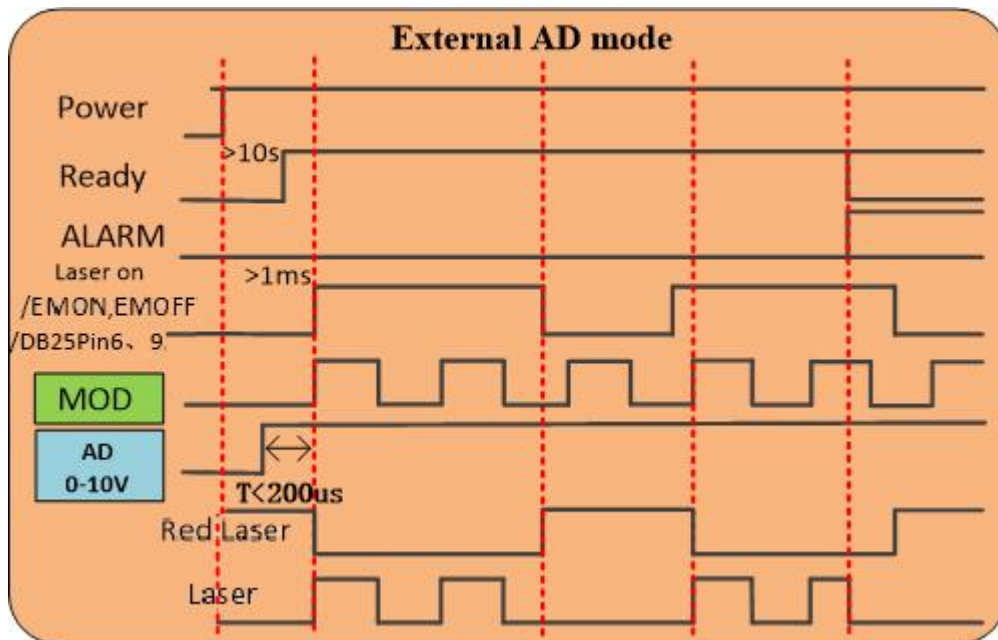 External AD mode
Power
>10s
Ready
ALARM
Laser on
>1ms
/EMON,EMOFF
/DB25Pin6、9
MOD
AD
0-10V
T<200us
Red Laser
Laser